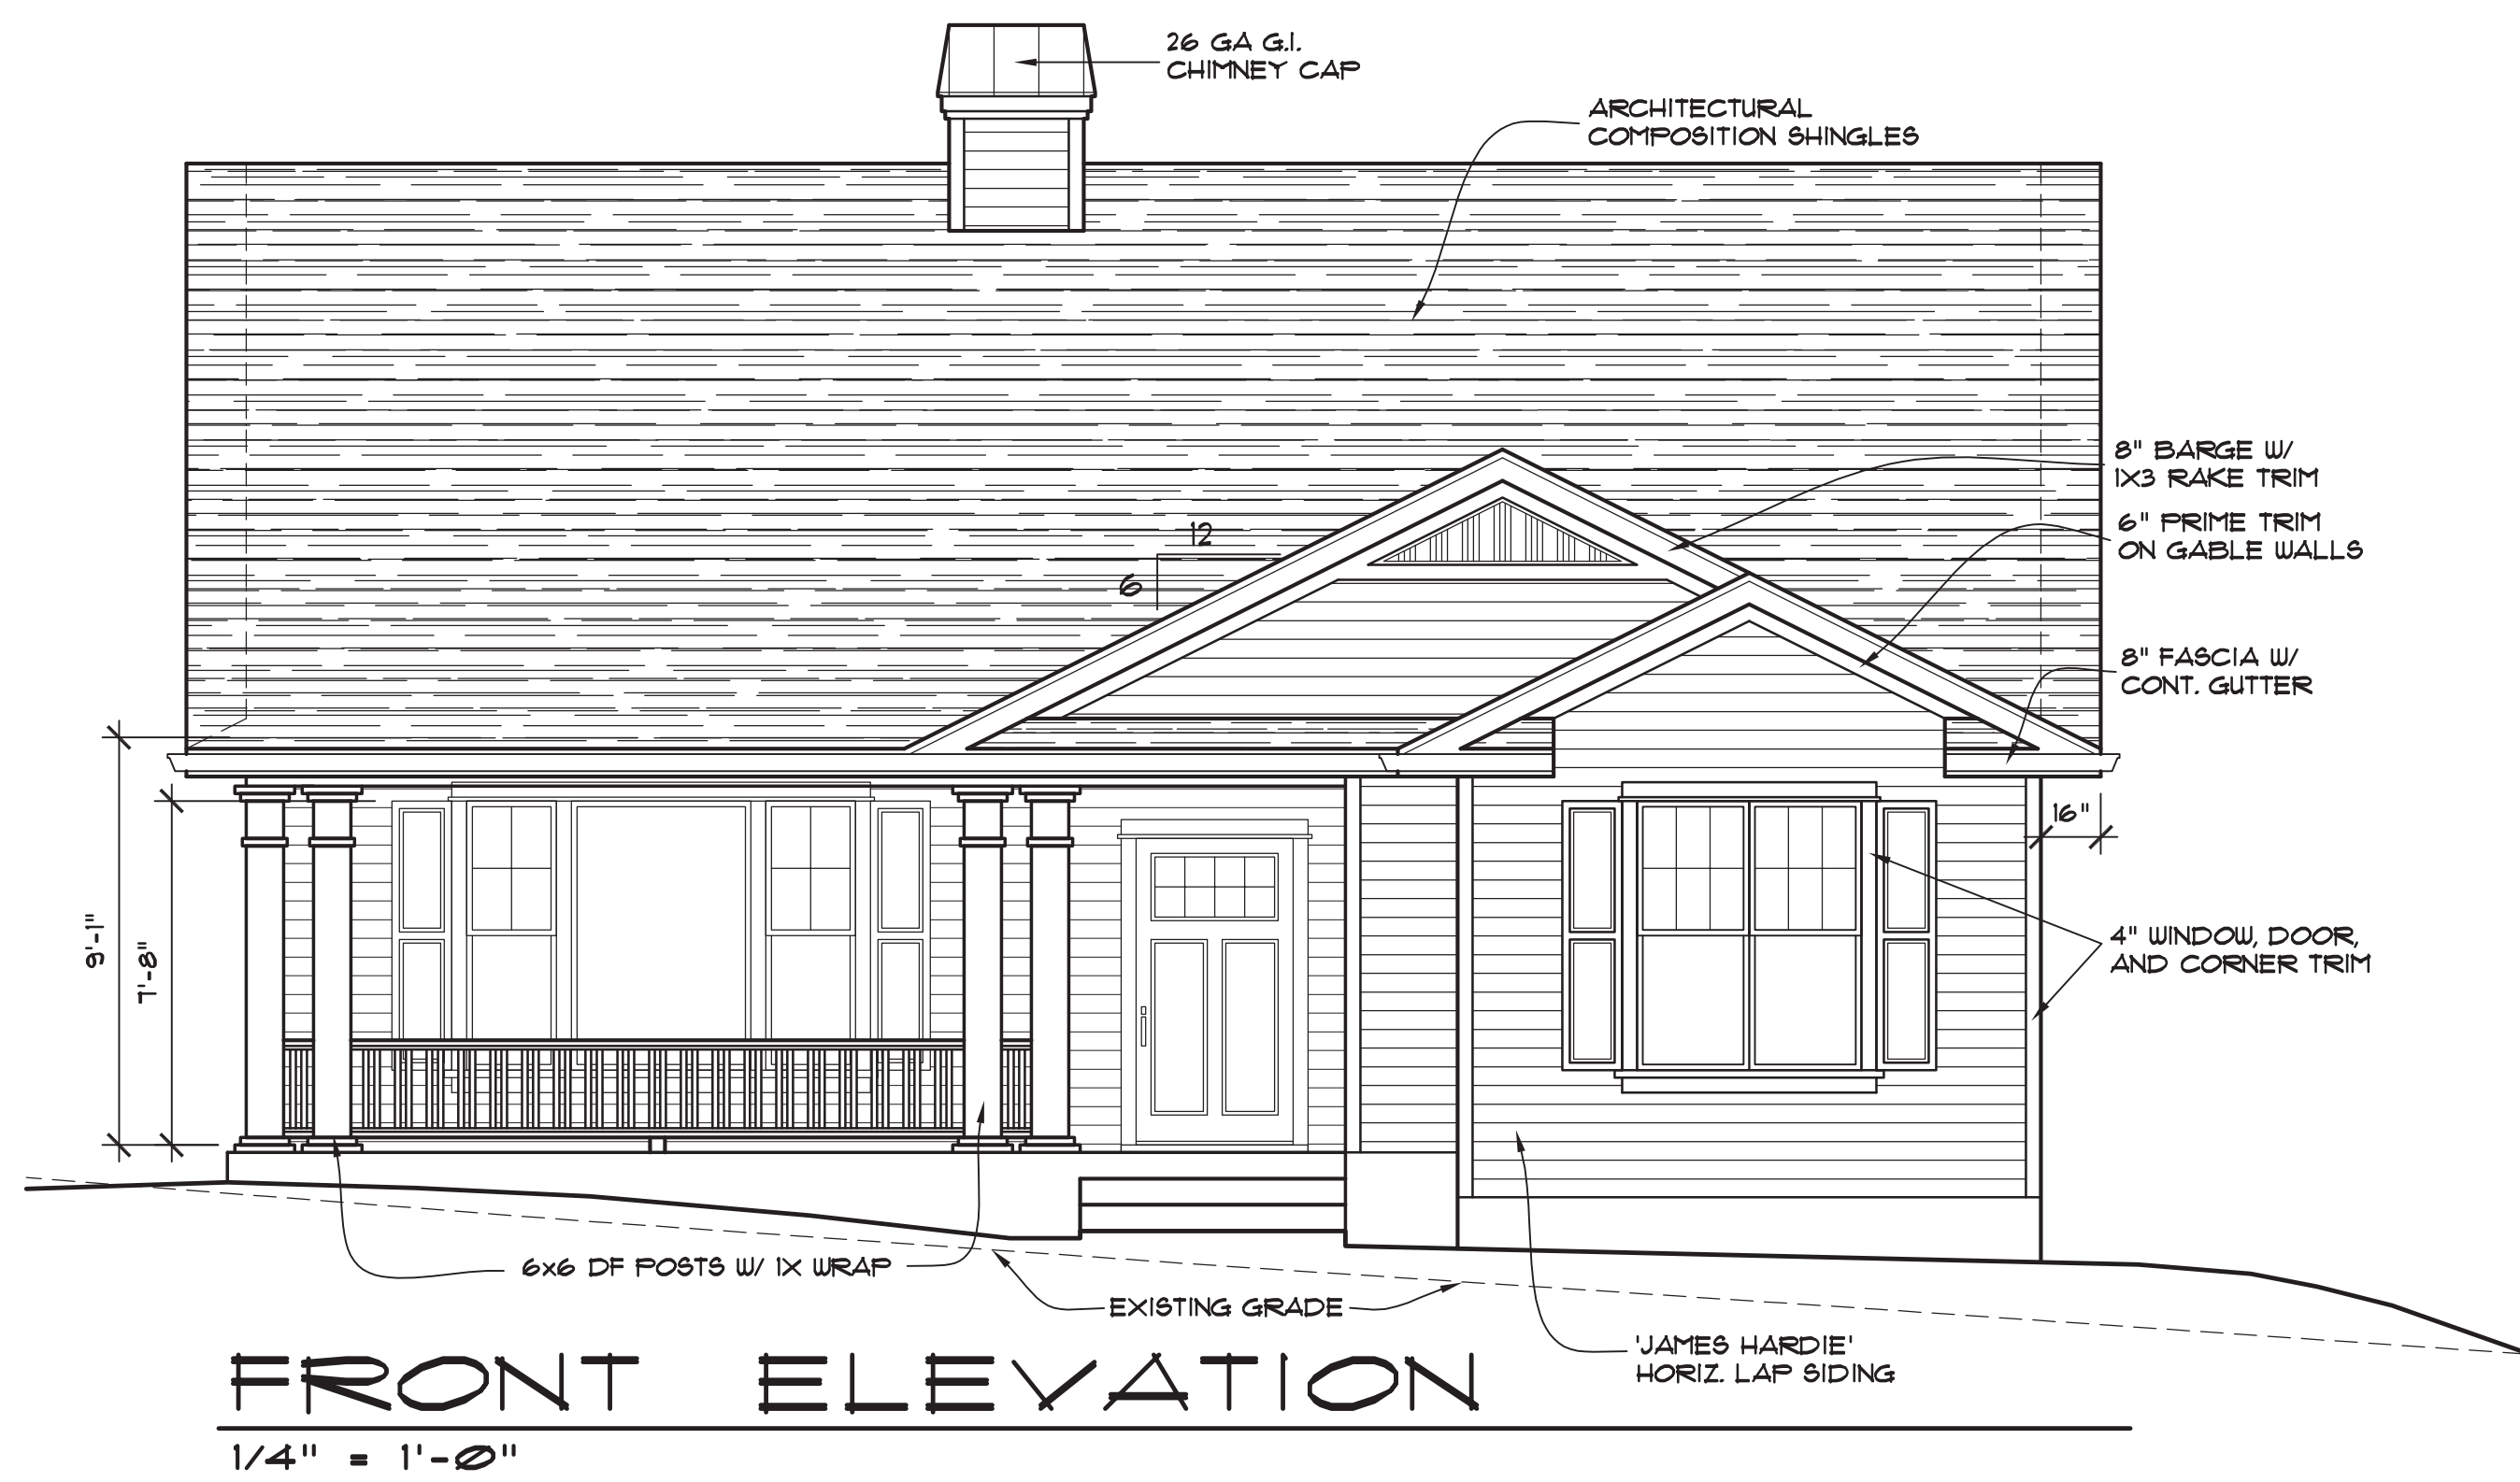 26 GA G.I.
CHIMNEY CAP
ARCHITECTURAL
COMPOSITION SHINGLES
8" BARGE W/
1X3 RAKE TRIM
6" PRIME TRIM
ON GABLE WALLS
12
6
8" FASCIA W/
CONT. GUTTER
16"
9'-1"
7'-8"
4" WINDOW, DOOR,
AND CORNER TRIM
6x6 DF POSTS W/ 1X WRAP
EXISTING GRADE
'JAMES HARDIE'
HORIZ. LAP SIDING
FRONT ELEVATION
1/4" = 1'-0"